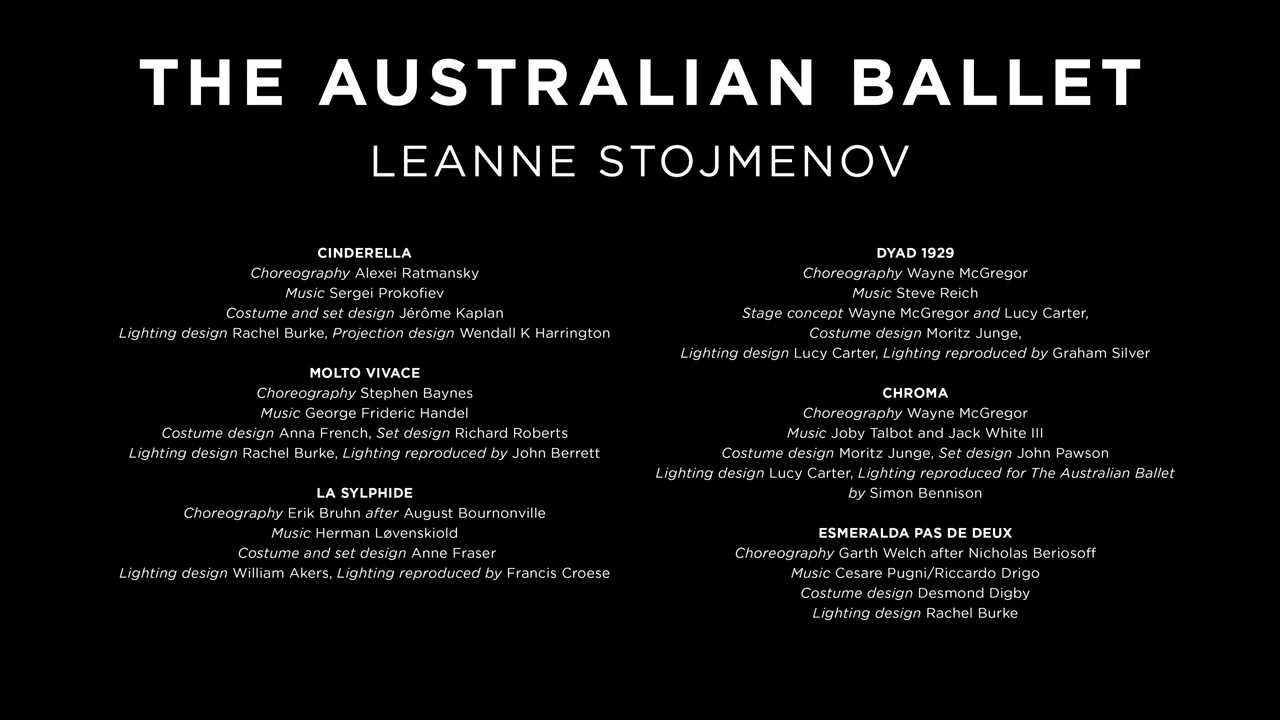 THE AUSTRALIAN BALLET
LEANNE STOJMENOV
CINDERELLA
Choreography Alexei Ratmansky
Music Sergei Prokofiev
Costume and set design Jérôme Kaplan
Lighting design Rachel Burke, Projection design Wendall K Harrington
MOLTO VIVACE
Choreography Stephen Baynes
Music George Frideric Handel
Costume design Anna French, Set design Richard Roberts
Lighting design Rachel Burke, Lighting reproduced by John Berrett
LA SYLPHIDE
Choreography Erik Bruhn after August Bournonville
Music Herman Løvenskiold
Costume and set design Anne Fraser
Lighting design William Akers, Lighting reproduced by Francis Croese
DYAD 1929
Choreography Wayne McGregor
Music Steve Reich
Stage concept Wayne McGregor and Lucy Carter,
Costume design Moritz Junge,
Lighting design Lucy Carter, Lighting reproduced by Graham Silver
CHROMA
Choreography Wayne McGregor
Music Joby Talbot and Jack White III
Costume design Moritz Junge, Set design John Pawson
Lighting design Lucy Carter, Lighting reproduced for The Australian Ballet
by Simon Bennison
ESMERALDA PAS DE DEUX
Choreography Garth Welch after Nicholas Beriosoff
Music Cesare Pugni/Riccardo Drigo
Costume design Desmond Digby
Lighting design Rachel Burke